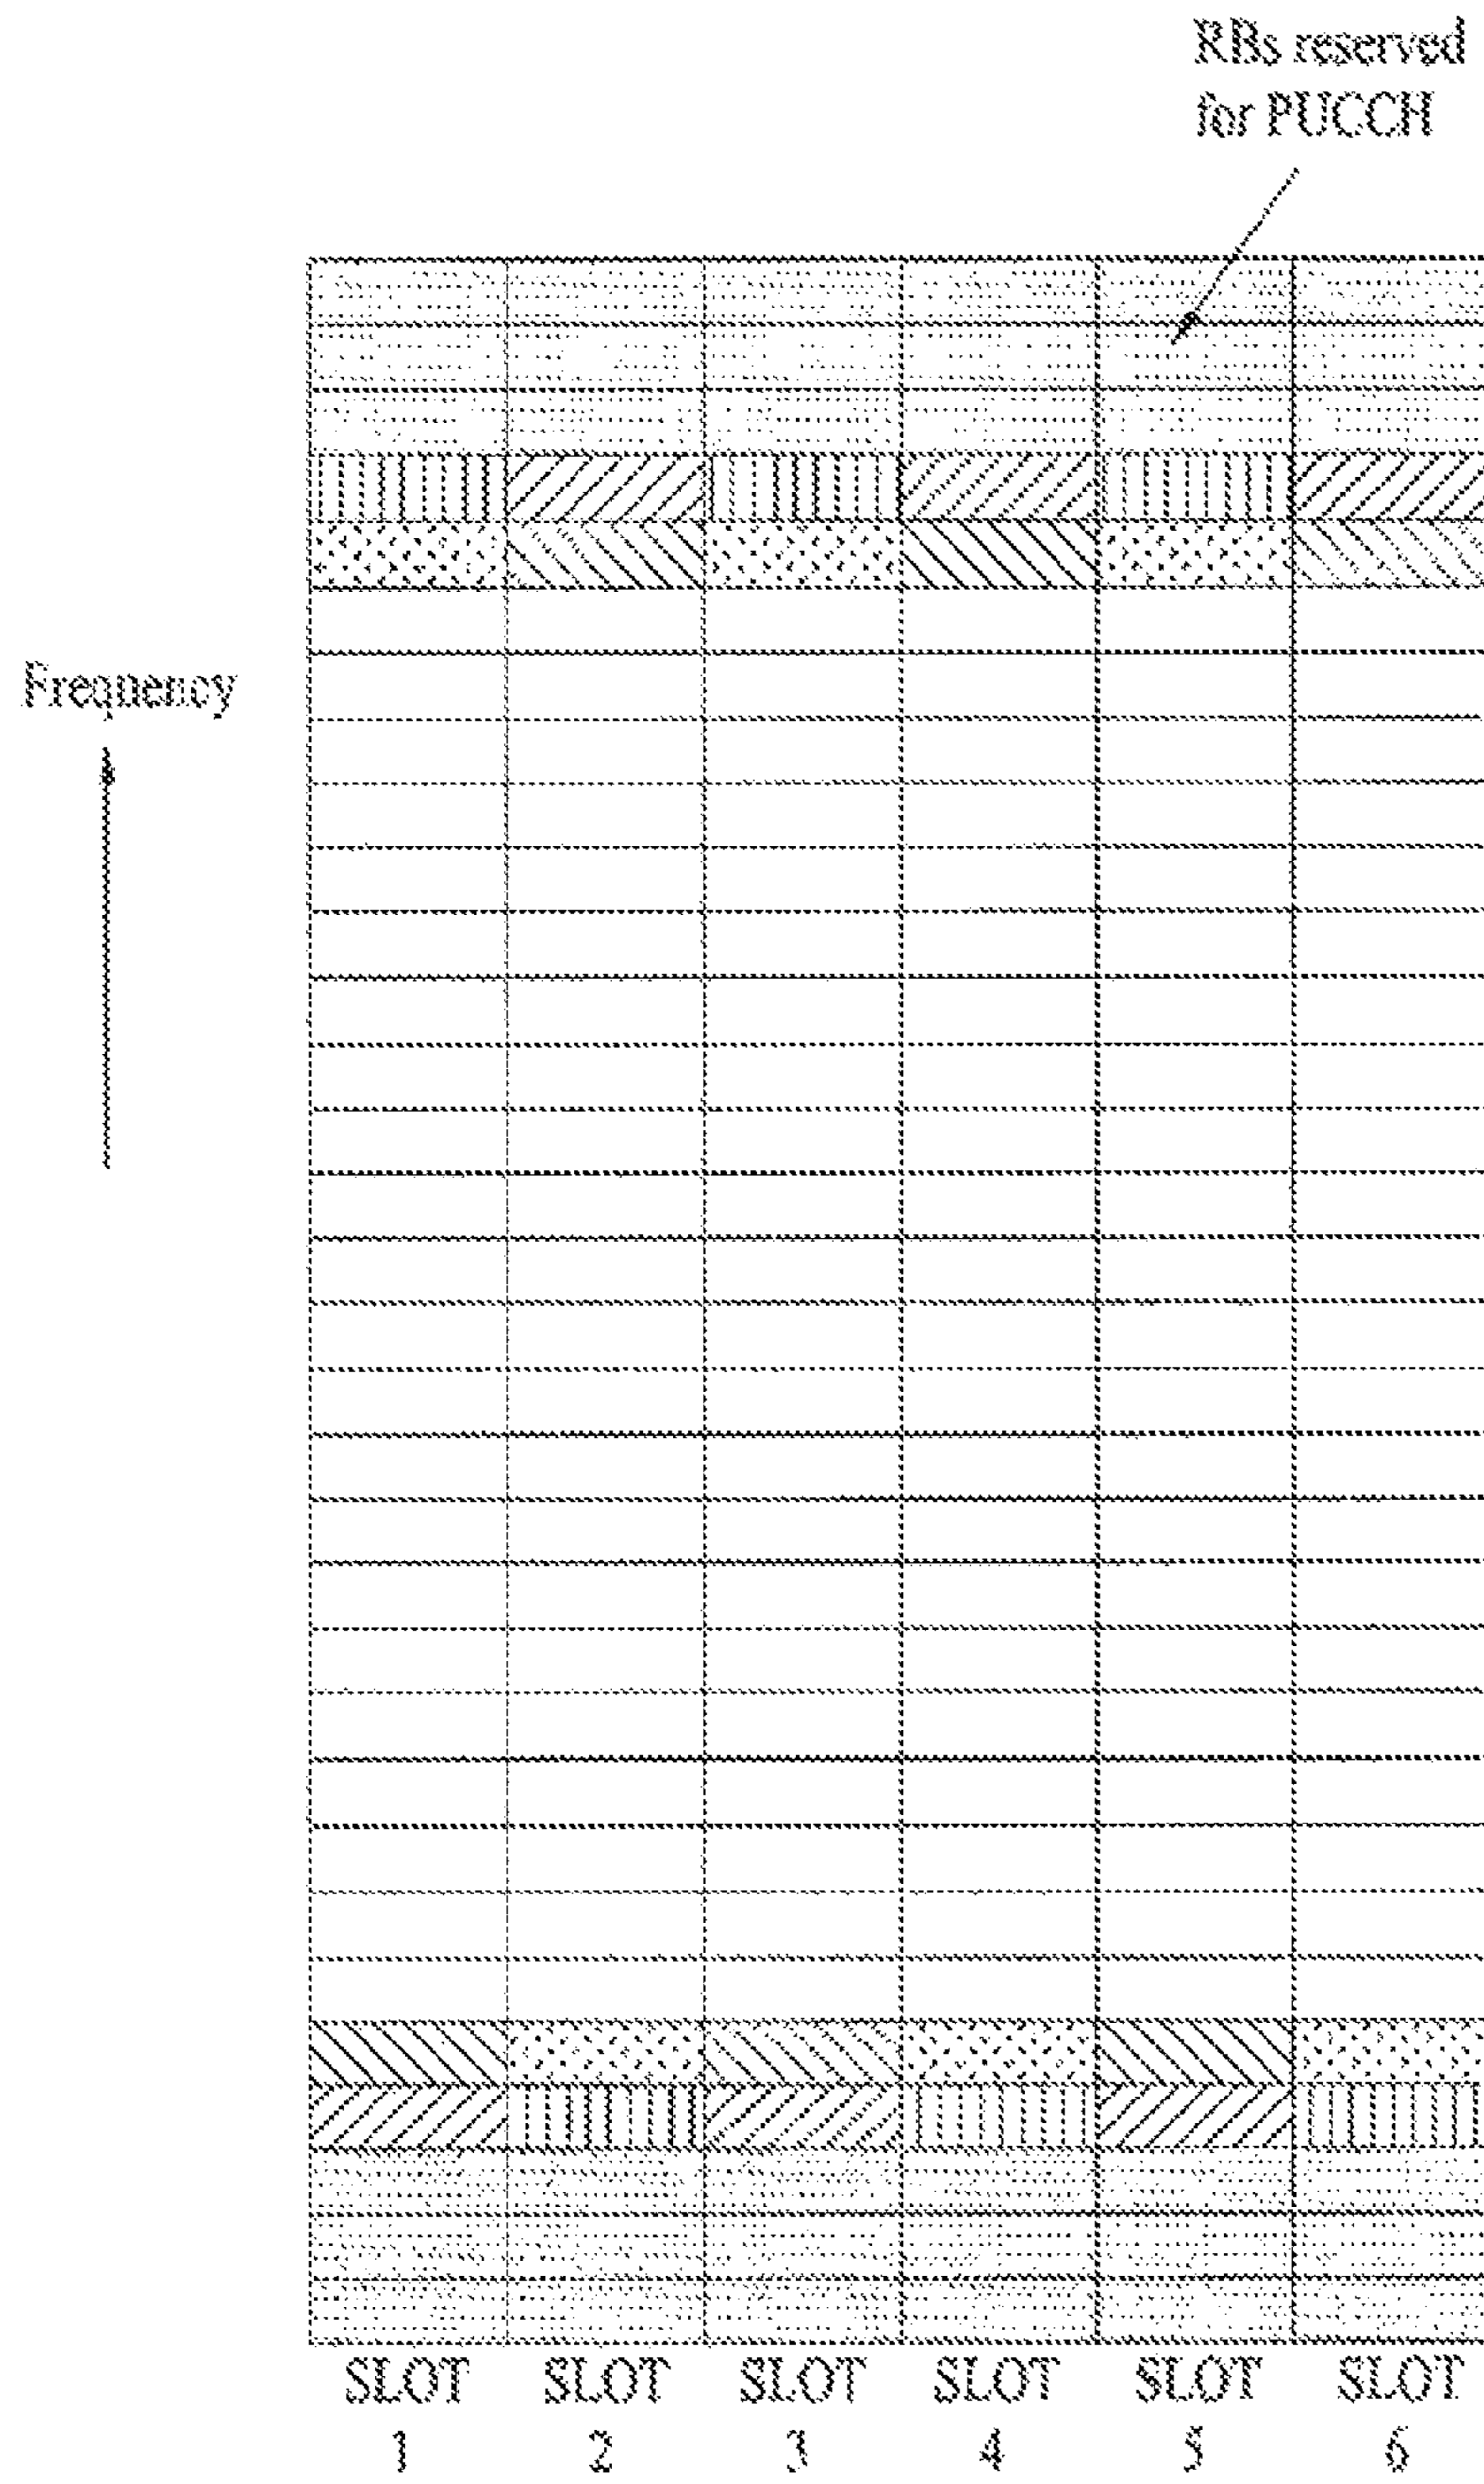 RBs reserved
for PUCCH
Frequency
SLOT SLOT SLOT SLOT SLOT SLOT
1 2 3 4 5 6